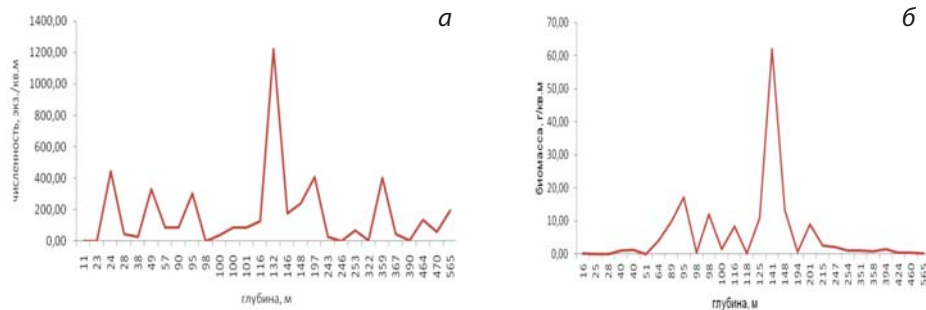 а
1400,00
1200,00
1000,00
800,00
600,00
400,00
200,00
0,00
численность, экз./кв.м
11 23 24 28 38 49 57 90 95 98 100 100 101 116 132 146 148 197 243 246 253 322 359 367 390 464 470 565
глубина, м
б
70,00
60,00
50,00
40,00
30,00
20,00
10,00
0,00
биомасса, г/кв.м
16 25 28 40 40 51 64 89 95 98 98 100 116 118 125 141 148 194 201 215 247 254 351 358 394 424 460 565
глубина, м